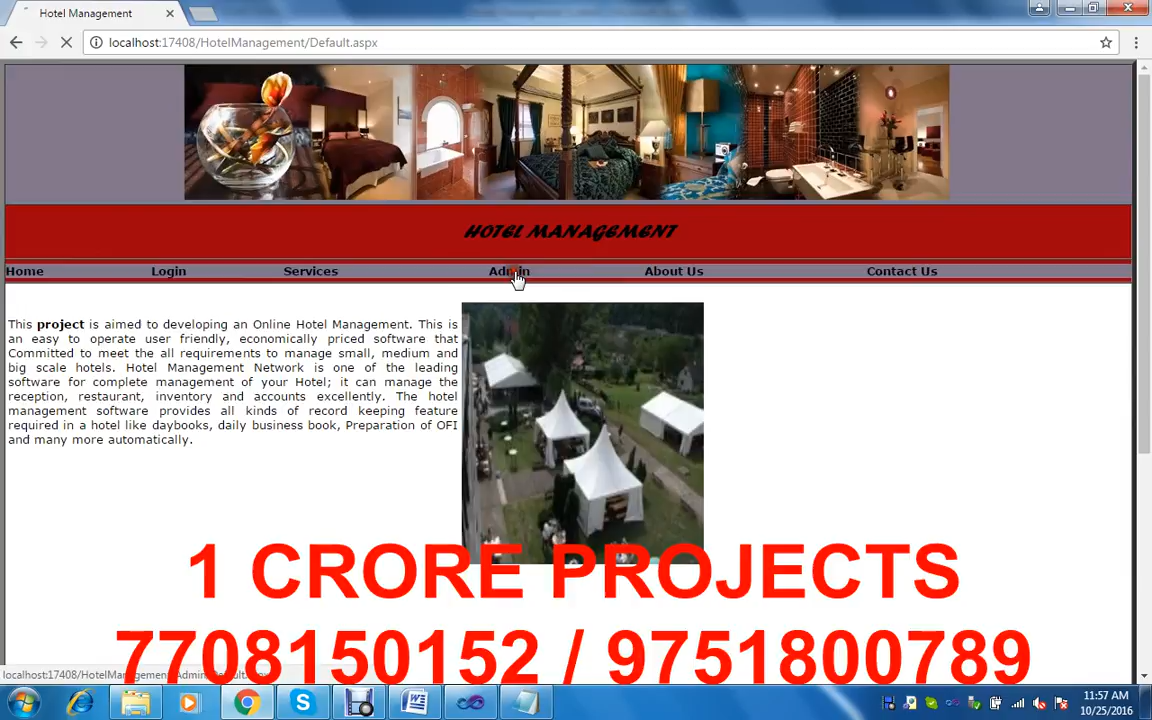 Hotel Management
localhost:17408/HotelManagement/Default.aspx
HOTEL MANAGEMENT
Home Login Services Admin About Us Contact Us
This project is aimed to developing an Online Hotel Management. This is
an easy to operate user friendly, economically priced software that
Committed to meet the all requirements to manage small, medium and
big scale hotels. Hotel Management Network is one of the leading
software for complete management of your Hotel; it can manage the
reception, restaurant, inventory and accounts excellently. The hotel
management software provides all kinds of record keeping feature
required in a hotel like daybooks, daily business book, Preparation of OFI
and many more automatically.
1 CRORE PROJECTS
7708150152 / 9751800789
11:57 AM
10/25/2016